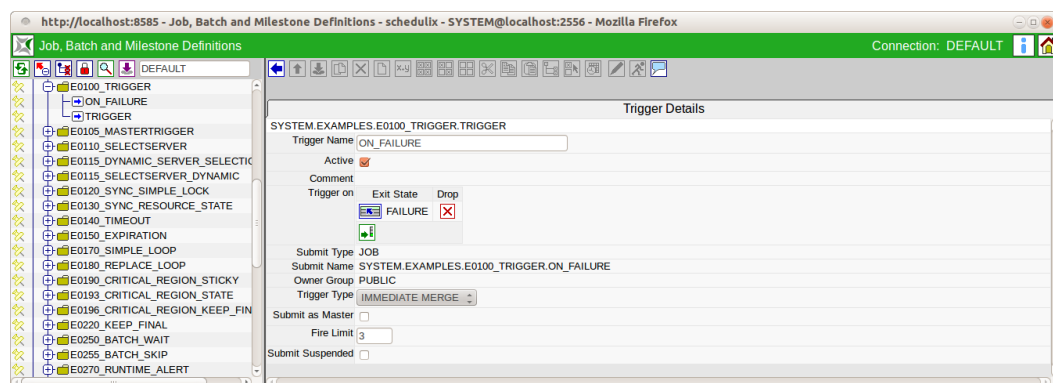 http://localhost:8585 - Job, Batch and Milestone Definitions - schedulix - SYSTEM@localhost:2556 - Mozilla Firefox
Job, Batch and Milestone Definitions
Connection: DEFAULT
DEFAULT
E0100_TRIGGER
ON_FAILURE
TRIGGER
E0105_MASTERTRIGGER
E0110_SELECTSERVER
E0115_DYNAMIC_SERVER_SELECTIO
E0115_SELECTSERVER_DYNAMIC
E0120_SYNC_SIMPLE_LOCK
E0130_SYNC_RESOURCE_STATE
E0140_TIMEOUT
E0150_EXPIRATION
E0170_SIMPLE_LOOP
E0180_REPLACE_LOOP
E0190_CRITICAL_REGION_STICKY
E0193_CRITICAL_REGION_STATE
E0196_CRITICAL_REGION_KEEP_FIN
E0220_KEEP_FINAL
E0250_BATCH_WAIT
E0255_BATCH_SKIP
E0270_RUNTIME_ALERT
Trigger Details
SYSTEM.EXAMPLES.E0100_TRIGGER.TRIGGER
Trigger Name ON_FAILURE
Active
Comment
Trigger on Exit State Drop
FAILURE
Submit Type JOB
Submit Name SYSTEM.EXAMPLES.E0100_TRIGGER.ON_FAILURE
Owner Group PUBLIC
Trigger Type IMMEDIATE MERGE
Submit as Master
Fire Limit 3
Submit Suspended